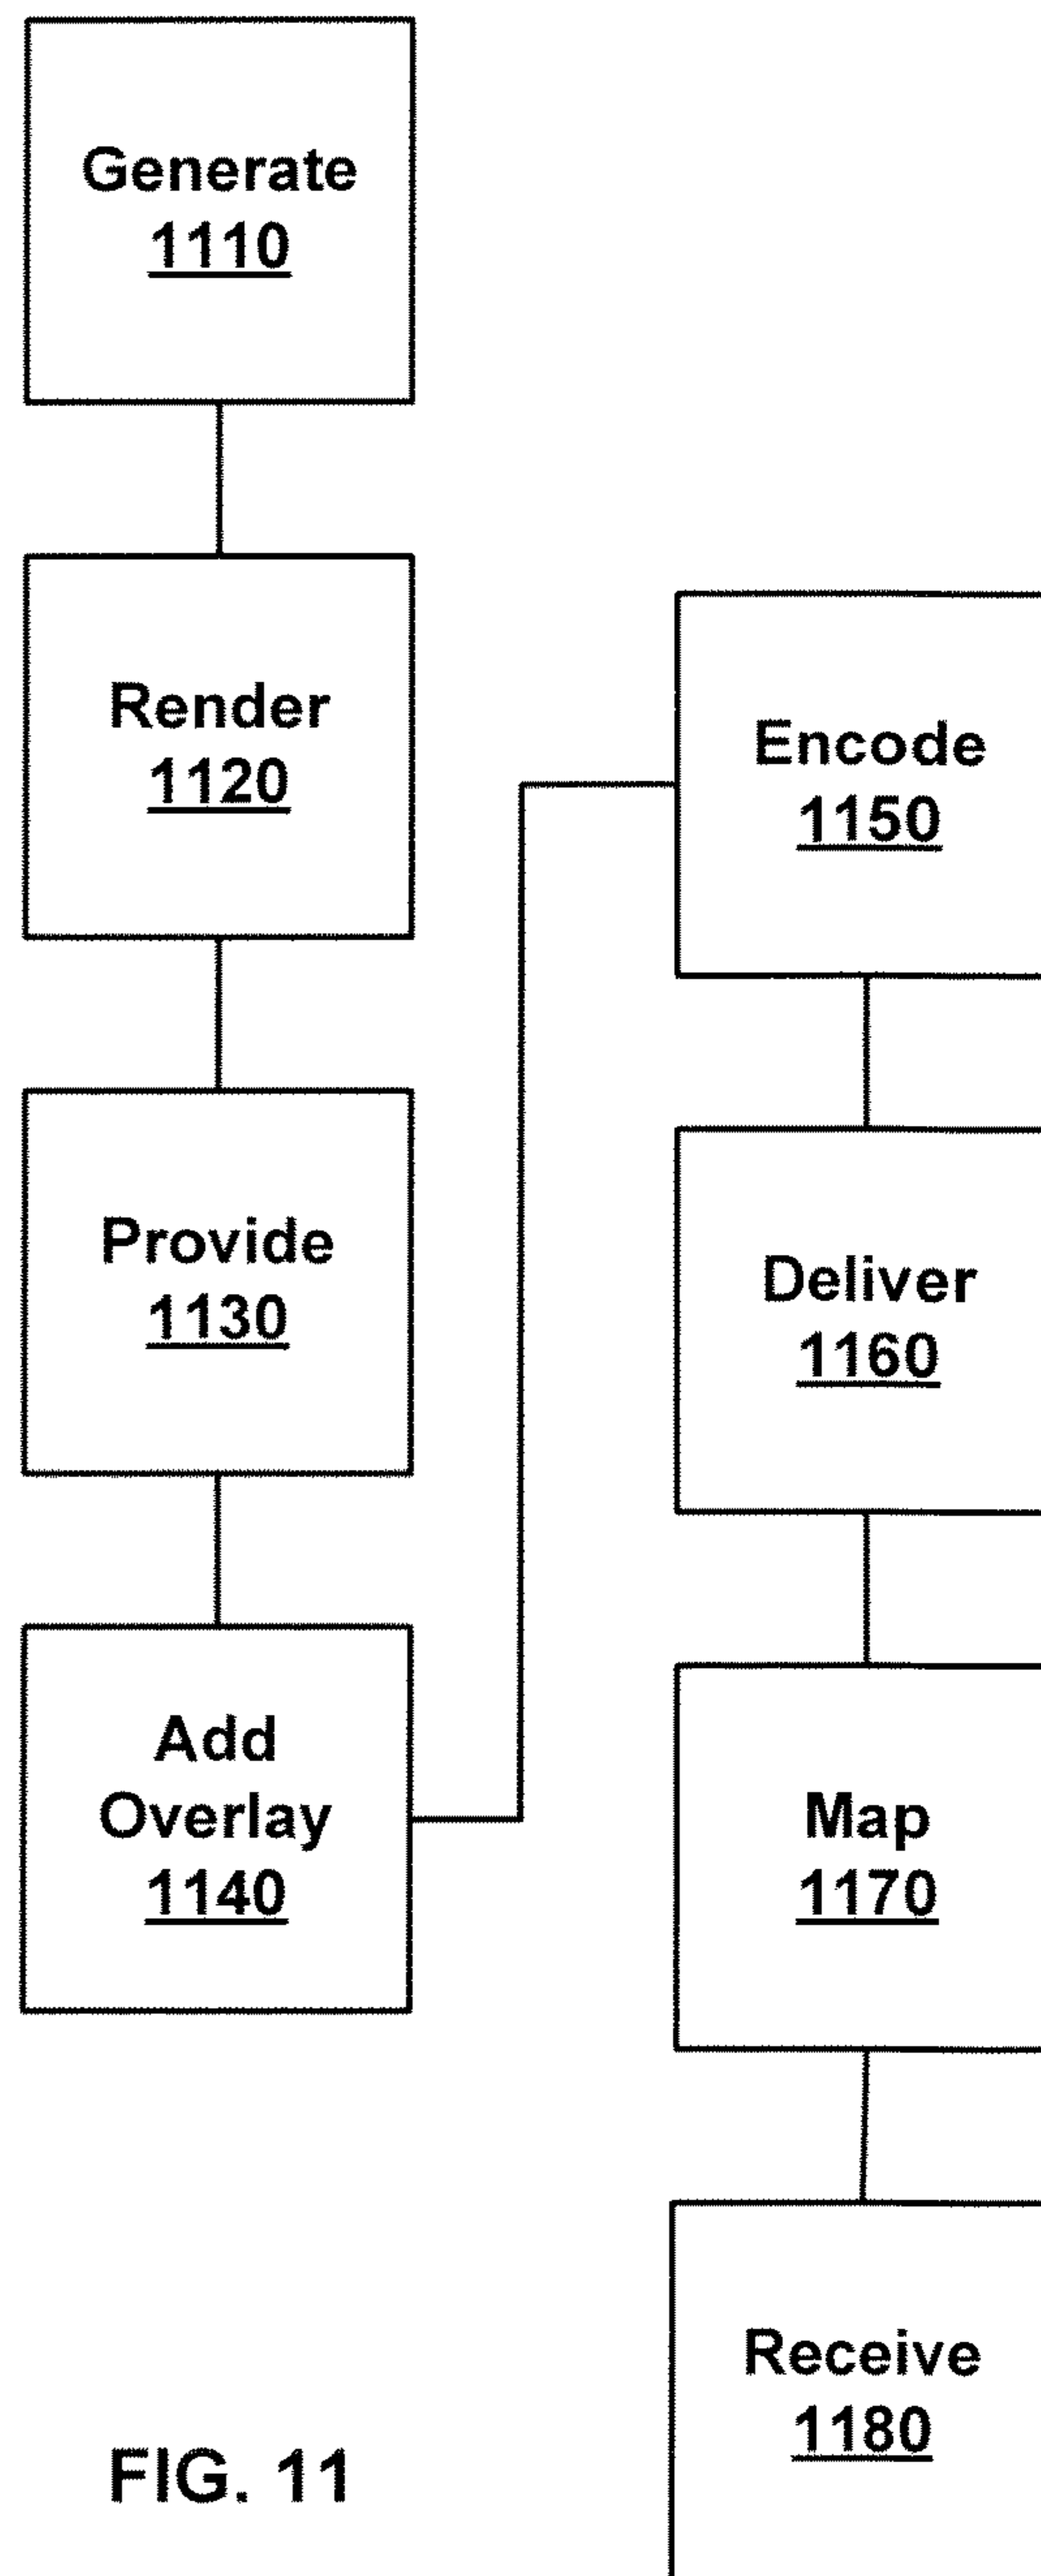 Generate
1110
Render
1120
Provide
1130
Add
Overlay
1140
Encode
1150
Deliver
1160
Map
1170
Receive
1180
FIG. 11